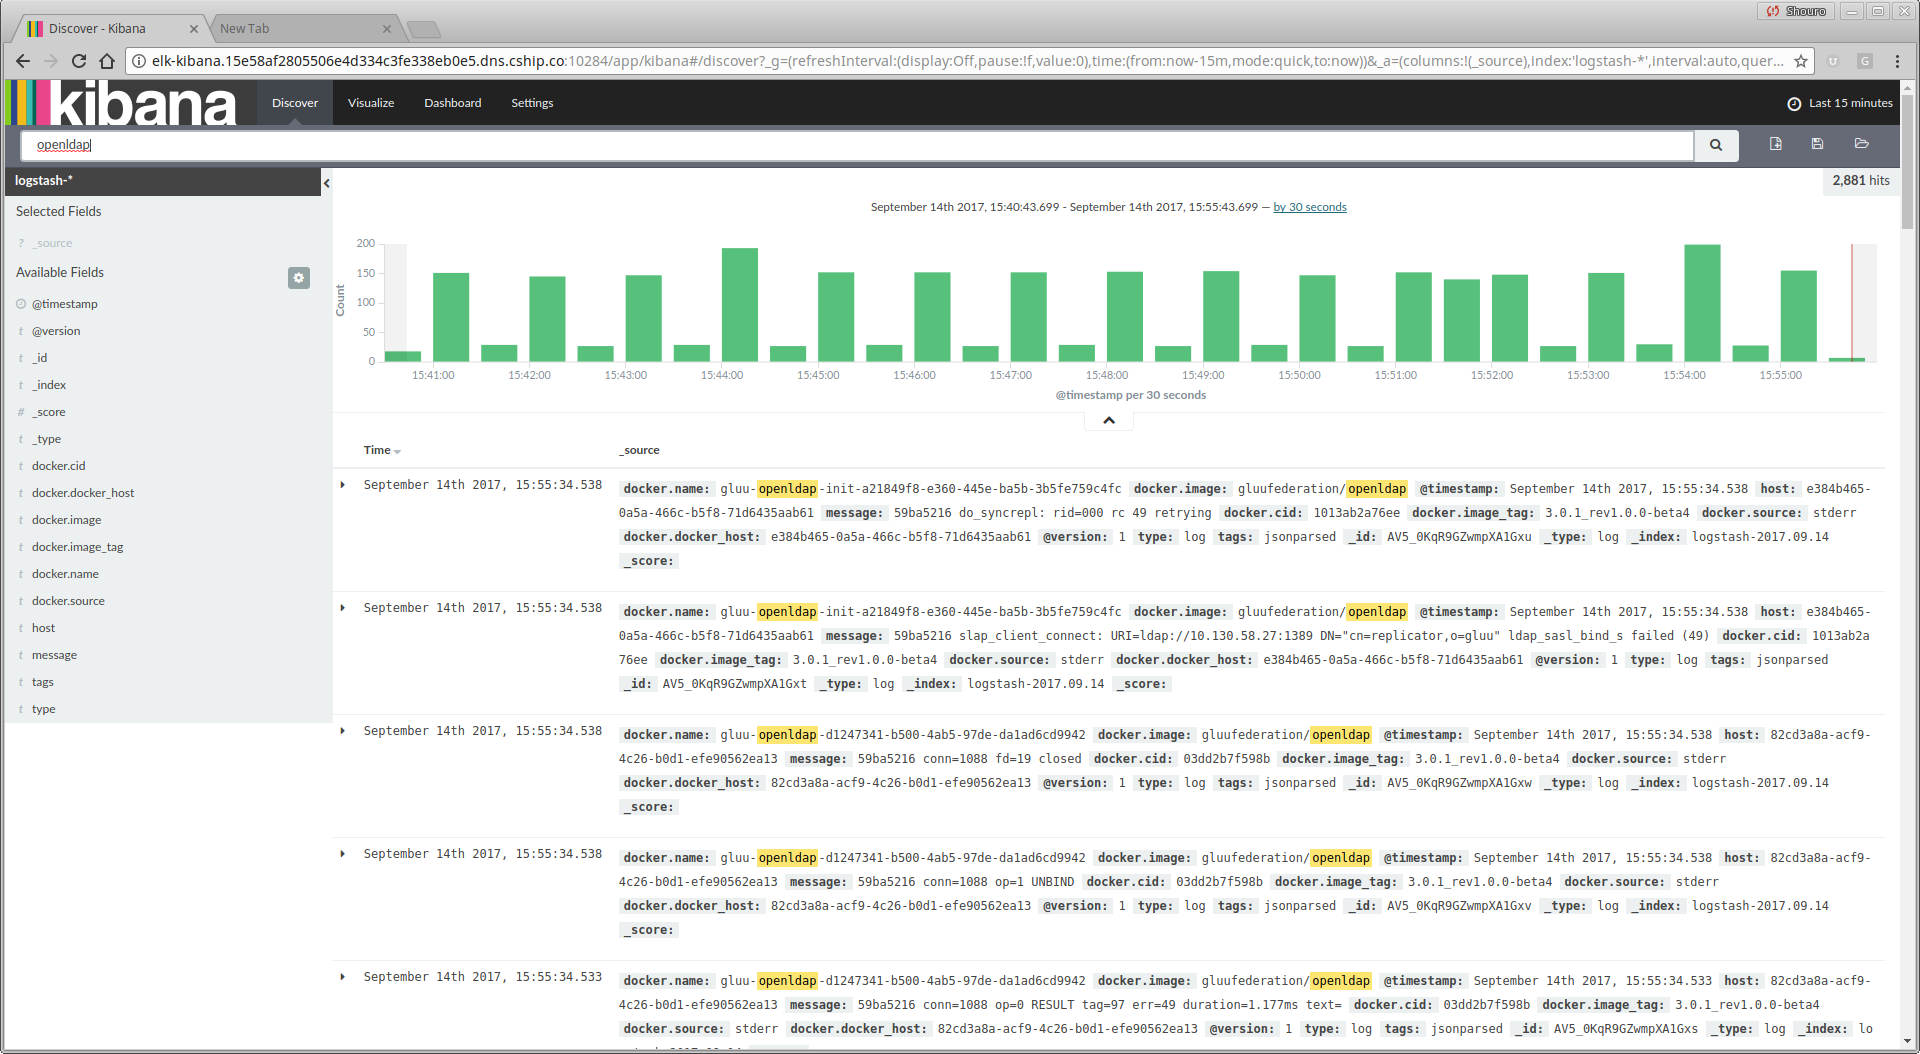 Shouro
Discover - Kibana
New Tab
elk-kibana.15e58af2805506e4d334c3fe338eb0e5.dns.cship.co:10284/app/kibana#/discover?_g=(refreshInterval:(display:Off,pause:!f,value:0),time:(from:now-15m,mode:quick,to:now))&_a=(columns:!(_source),index:'logstash-*',interval:auto,quer...
kibana
Discover Visualize Dashboard Settings
Last 15 minutes
openldap
logstash-*
2,881 hits
Selected Fields
? _source
Available Fields
@timestamp
t @version
t _id
t _index
# _score
t _type
t docker.cid
t docker.docker_host
t docker.image
t docker.image_tag
t docker.name
t docker.source
t host
t message
t tags
t type
September 14th 2017, 15:40:43.699 - September 14th 2017, 15:55:43.699 — by 30 seconds
Count
200
150
100
50
0
15:41:00 15:42:00 15:43:00 15:44:00 15:45:00 15:46:00 15:47:00 15:48:00 15:49:00 15:50:00 15:51:00 15:52:00 15:53:00 15:54:00 15:55:00
@timestamp per 30 seconds
Time _source
September 14th 2017, 15:55:34.538
docker.name: gluu-openldap-init-a21849f8-e360-445e-ba5b-3b5fe759c4fc docker.image: gluufederation/openldap @timestamp: September 14th 2017, 15:55:34.538 host: e384b465-
0a5a-466c-b5f8-71d6435aab61 message: 59ba5216 do_syncrepl: rid=000 rc 49 retrying docker.cid: 1013ab2a76ee docker.image_tag: 3.0.1_rev1.0.0-beta4 docker.source: stderr
docker.docker_host: e384b465-0a5a-466c-b5f8-71d6435aab61 @version: 1 type: log tags: jsonparsed _id: AV5_0KqR9GZwmpXA1Gxu _type: log _index: logstash-2017.09.14
_score:
September 14th 2017, 15:55:34.538
docker.name: gluu-openldap-init-a21849f8-e360-445e-ba5b-3b5fe759c4fc docker.image: gluufederation/openldap @timestamp: September 14th 2017, 15:55:34.538 host: e384b465-
0a5a-466c-b5f8-71d6435aab61 message: 59ba5216 slap_client_connect: URI=ldap://10.130.58.27:1389 DN="cn=replicator,o=gluu" ldap_sasl_bind_s failed (49) docker.cid: 1013ab2a
76ee docker.image_tag: 3.0.1_rev1.0.0-beta4 docker.source: stderr docker.docker_host: e384b465-0a5a-466c-b5f8-71d6435aab61 @version: 1 type: log tags: jsonparsed
_id: AV5_0KqR9GZwmpXA1Gxt _type: log _index: logstash-2017.09.14 _score:
September 14th 2017, 15:55:34.538
docker.name: gluu-openldap-d1247341-b500-4ab5-97de-da1ad6cd9942 docker.image: gluufederation/openldap @timestamp: September 14th 2017, 15:55:34.538 host: 82cd3a8a-acf9-
4c26-b0d1-efe90562ea13 message: 59ba5216 conn=1088 fd=19 closed docker.cid: 03dd2b7f598b docker.image_tag: 3.0.1_rev1.0.0-beta4 docker.source: stderr
docker.docker_host: 82cd3a8a-acf9-4c26-b0d1-efe90562ea13 @version: 1 type: log tags: jsonparsed _id: AV5_0KqR9GZwmpXA1Gxw _type: log _index: logstash-2017.09.14
_score:
September 14th 2017, 15:55:34.538
docker.name: gluu-openldap-d1247341-b500-4ab5-97de-da1ad6cd9942 docker.image: gluufederation/openldap @timestamp: September 14th 2017, 15:55:34.538 host: 82cd3a8a-acf9-
4c26-b0d1-efe90562ea13 message: 59ba5216 conn=1088 op=1 UNBIND docker.cid: 03dd2b7f598b docker.image_tag: 3.0.1_rev1.0.0-beta4 docker.source: stderr
docker.docker_host: 82cd3a8a-acf9-4c26-b0d1-efe90562ea13 @version: 1 type: log tags: jsonparsed _id: AV5_0KqR9GZwmpXA1Gxv _type: log _index: logstash-2017.09.14
_score:
September 14th 2017, 15:55:34.533
docker.name: gluu-openldap-d1247341-b500-4ab5-97de-da1ad6cd9942 docker.image: gluufederation/openldap @timestamp: September 14th 2017, 15:55:34.533 host: 82cd3a8a-acf9-
4c26-b0d1-efe90562ea13 message: 59ba5216 conn=1088 op=0 RESULT tag=97 err=49 duration=1.177ms text= docker.cid: 03dd2b7f598b docker.image_tag: 3.0.1_rev1.0.0-beta4
docker.source: stderr docker.docker_host: 82cd3a8a-acf9-4c26-b0d1-efe90562ea13 @version: 1 type: log tags: jsonparsed _id: AV5_0KqR9GZwmpXA1Gxs _type: log _index: lo